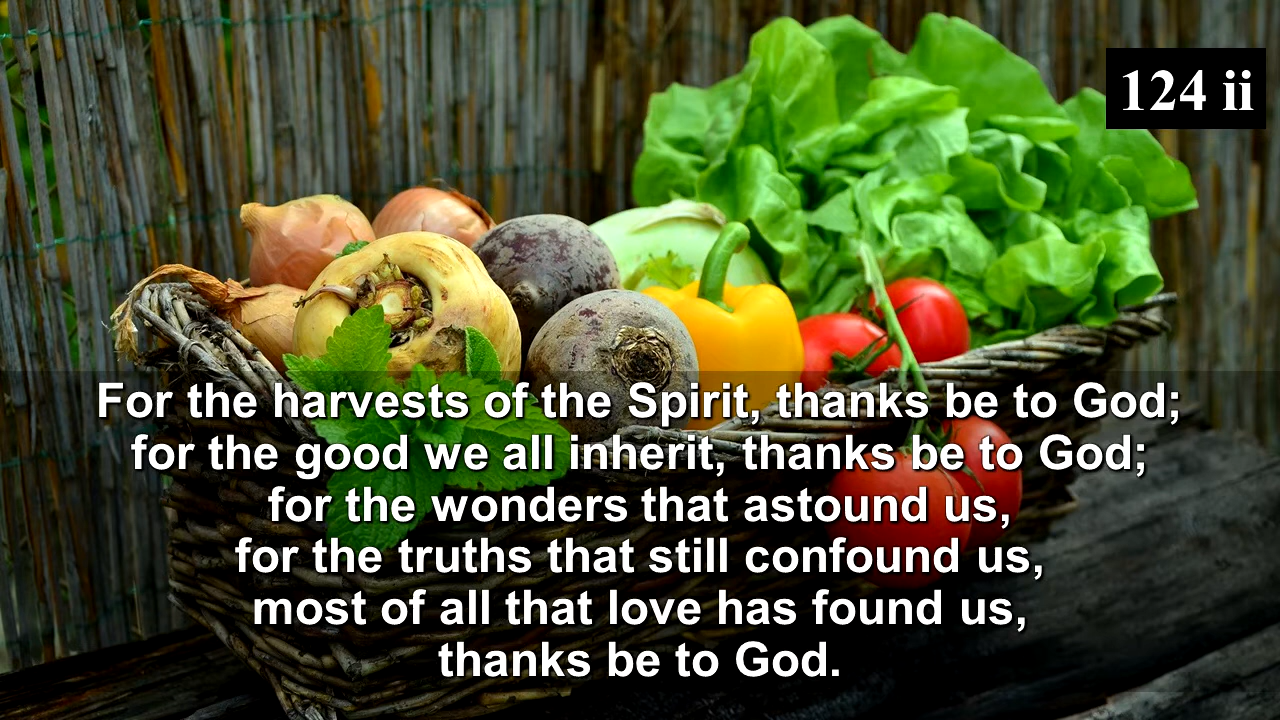 124 ii
For the harvests of the Spirit, thanks be to God;
for the good we all inherit, thanks be to God;
for the wonders that astound us,
for the truths that still confound us,
most of all that love has found us,
thanks be to God.